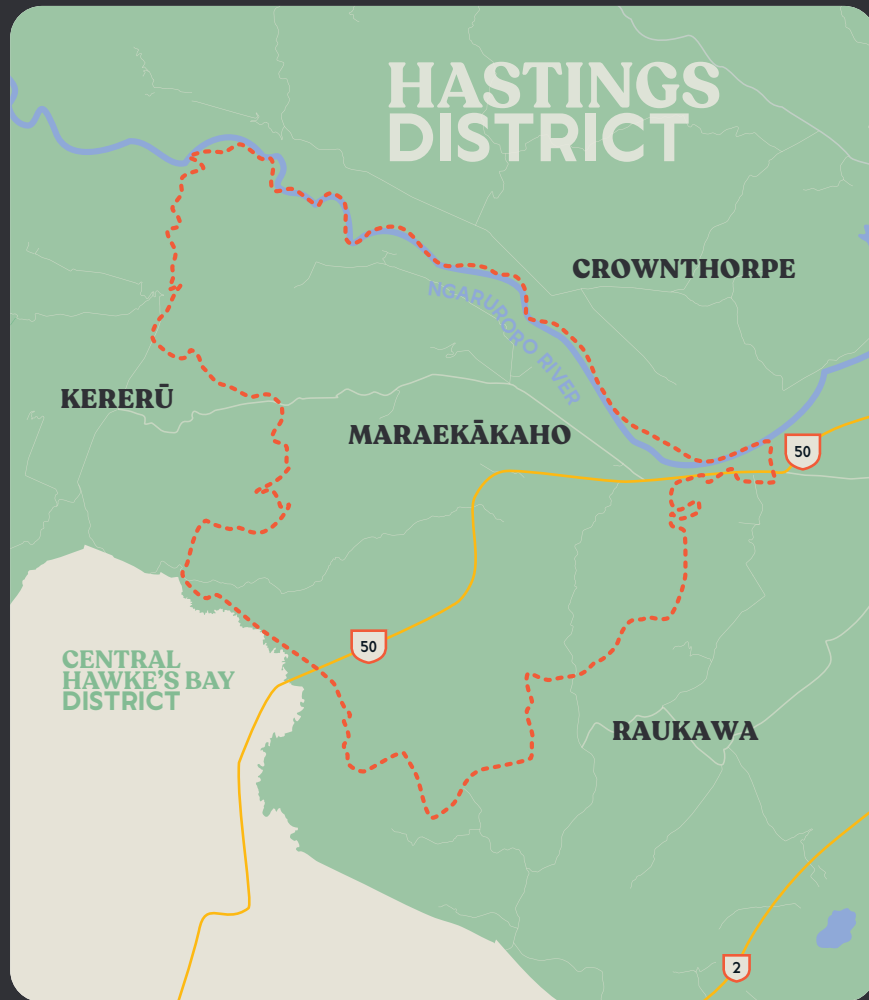 HASTINGS
DISTRICT
CROWNTHORPE
NGARURORO RIVER
KERERŪ
MARAEKĀKAHO
50
50
CENTRAL
HAWKE'S BAY
DISTRICT
RAUKAWA
2